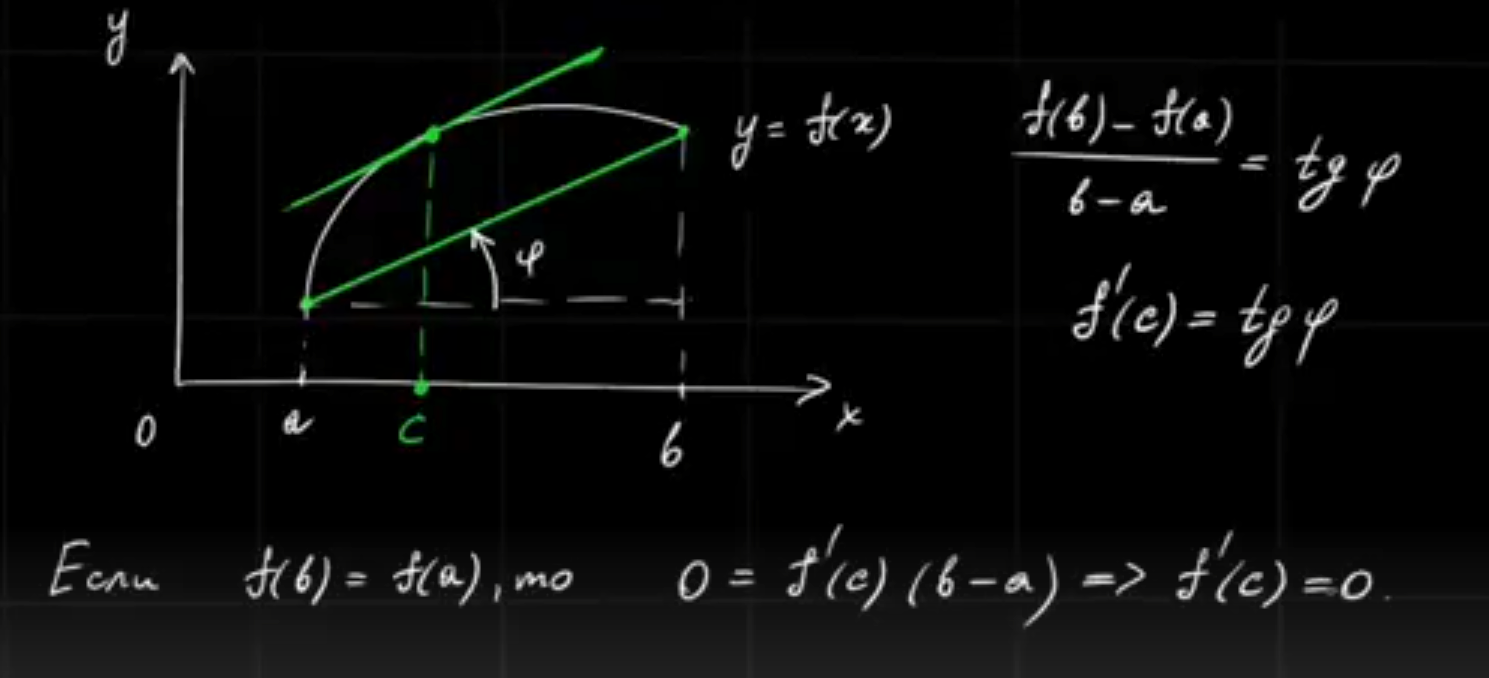 y
y = f(x)
φ
0
a
c
b
x
f(b) - f(a)
b - a
= tg φ
f'(c) = tg φ
Если f(b) = f(a), то 0 = f'(c) (b - a) => f'(c) = 0.